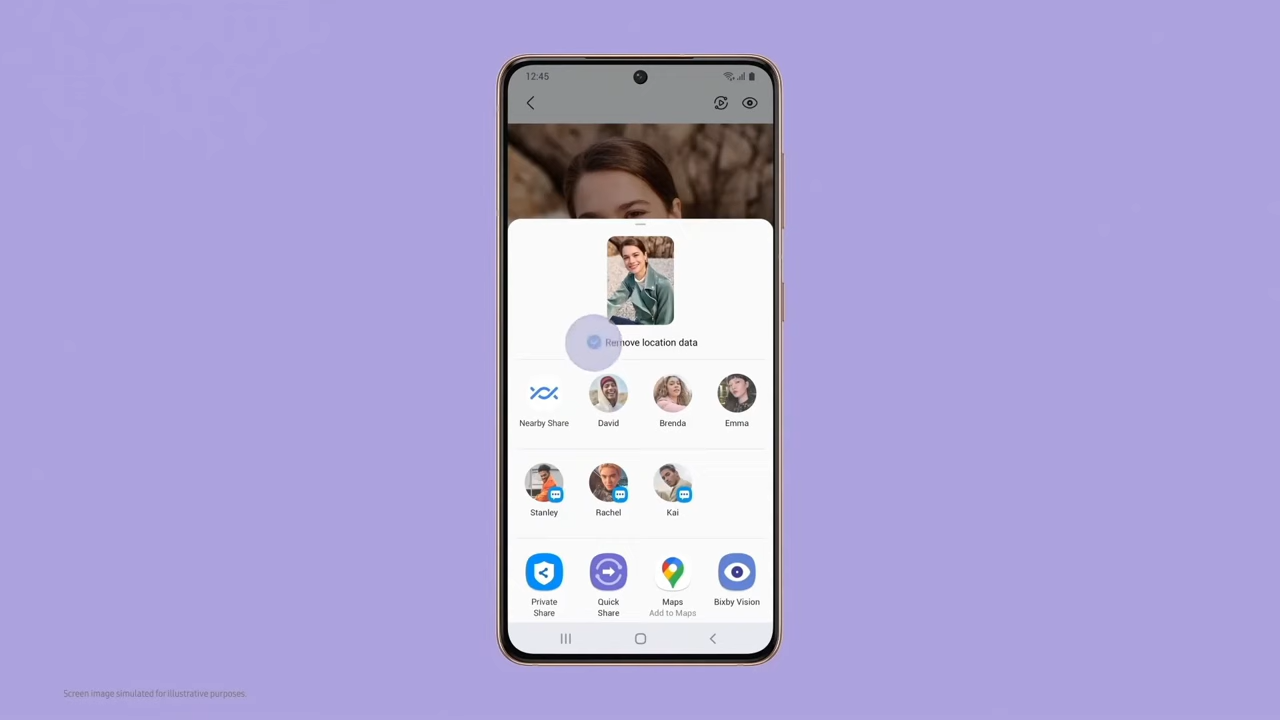 12:45
Remove location data
Nearby Share
David
Brenda
Emma
Stanley
Rachel
Kai
Private
Share
Quick
Share
Maps
Add to Maps
Bixby Vision
Screen image simulated for illustrative purposes.